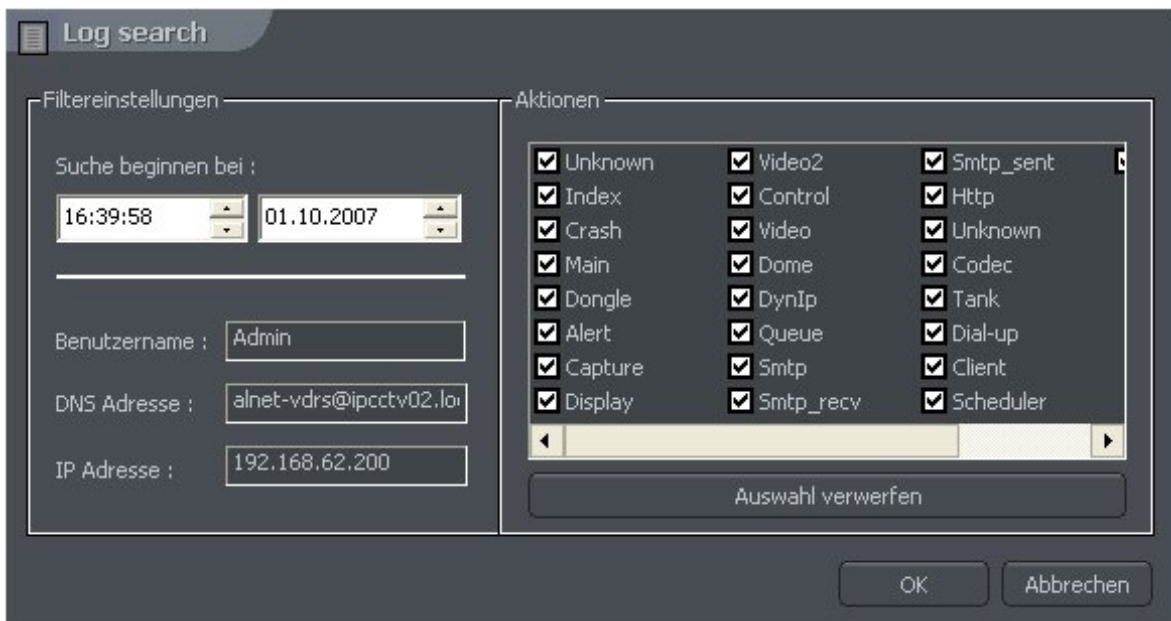 Log search
Filtereinstellungen
Suche beginnen bei :
16:39:58 01.10.2007
Benutzername : Admin
DNS Adresse : alnet-vdrs@ipcctv02.lo
IP Adresse : 192.168.62.200
Aktionen
Unknown Video2 Smtp_sent
Index Control Http
Crash Video Unknown
Main Dome Codec
Dongle DynIp Tank
Alert Queue Dial-up
Capture Smtp Client
Display Smtp_recv Scheduler
Auswahl verwerfen
OK Abbrechen